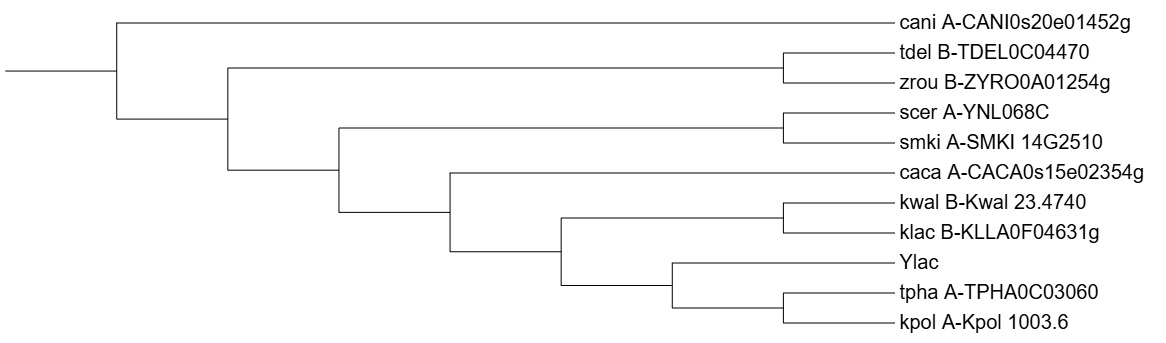 cani A-CANI0s20e01452g
tdel B-TDEL0C04470
zrou B-ZYRO0A01254g
scer A-YNL068C
smki A-SMKI 14G2510
caca A-CACA0s15e02354g
kwal B-Kwal 23.4740
klac B-KLLA0F04631g
Ylac
tpha A-TPHA0C03060
kpol A-Kpol 1003.6